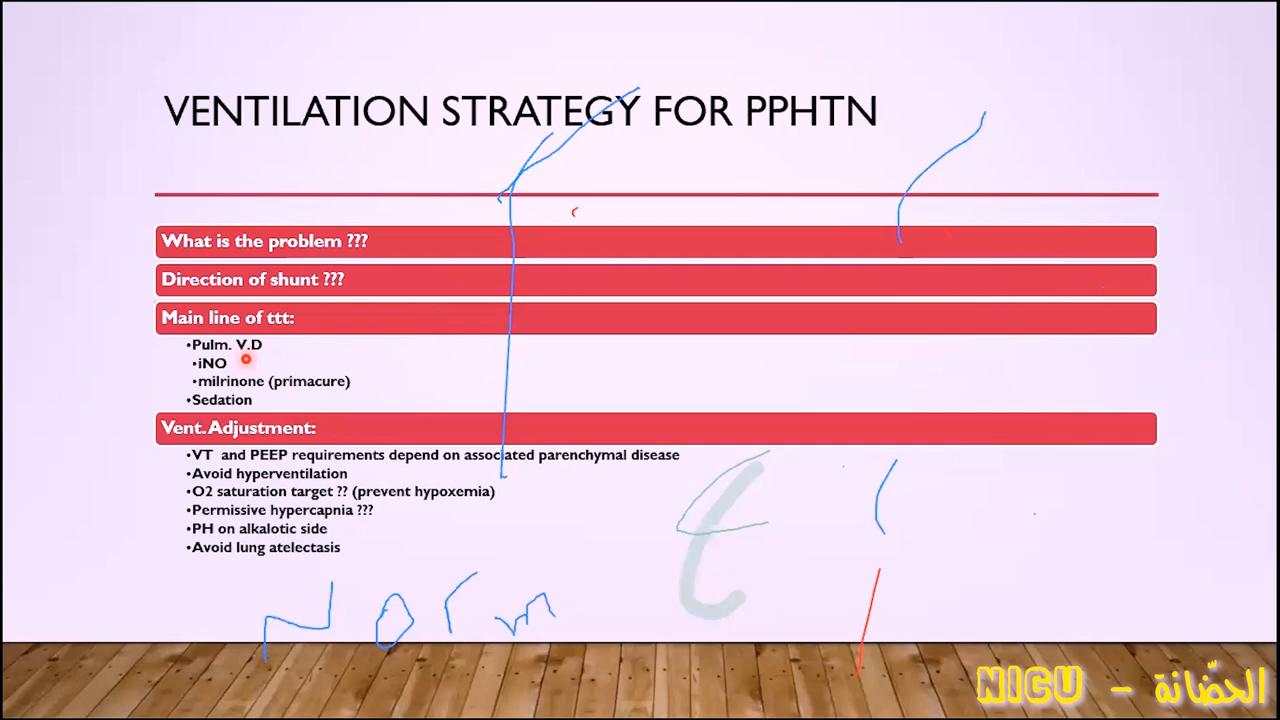 VENTILATION STRATEGY FOR PPHTN
What is the problem ???
Direction of shunt ???
Main line of ttt:
•Pulm. V.D
•iNO
•milrinone (primacure)
•Sedation
Vent. Adjustment:
•VT and PEEP requirements depend on associated parenchymal disease
•Avoid hyperventilation
•O2 saturation target ?? (prevent hypoxemia)
•Permissive hypercapnia ???
•PH on alkalotic side
•Avoid lung atelectasis
Norm
NICU - الحضّانة